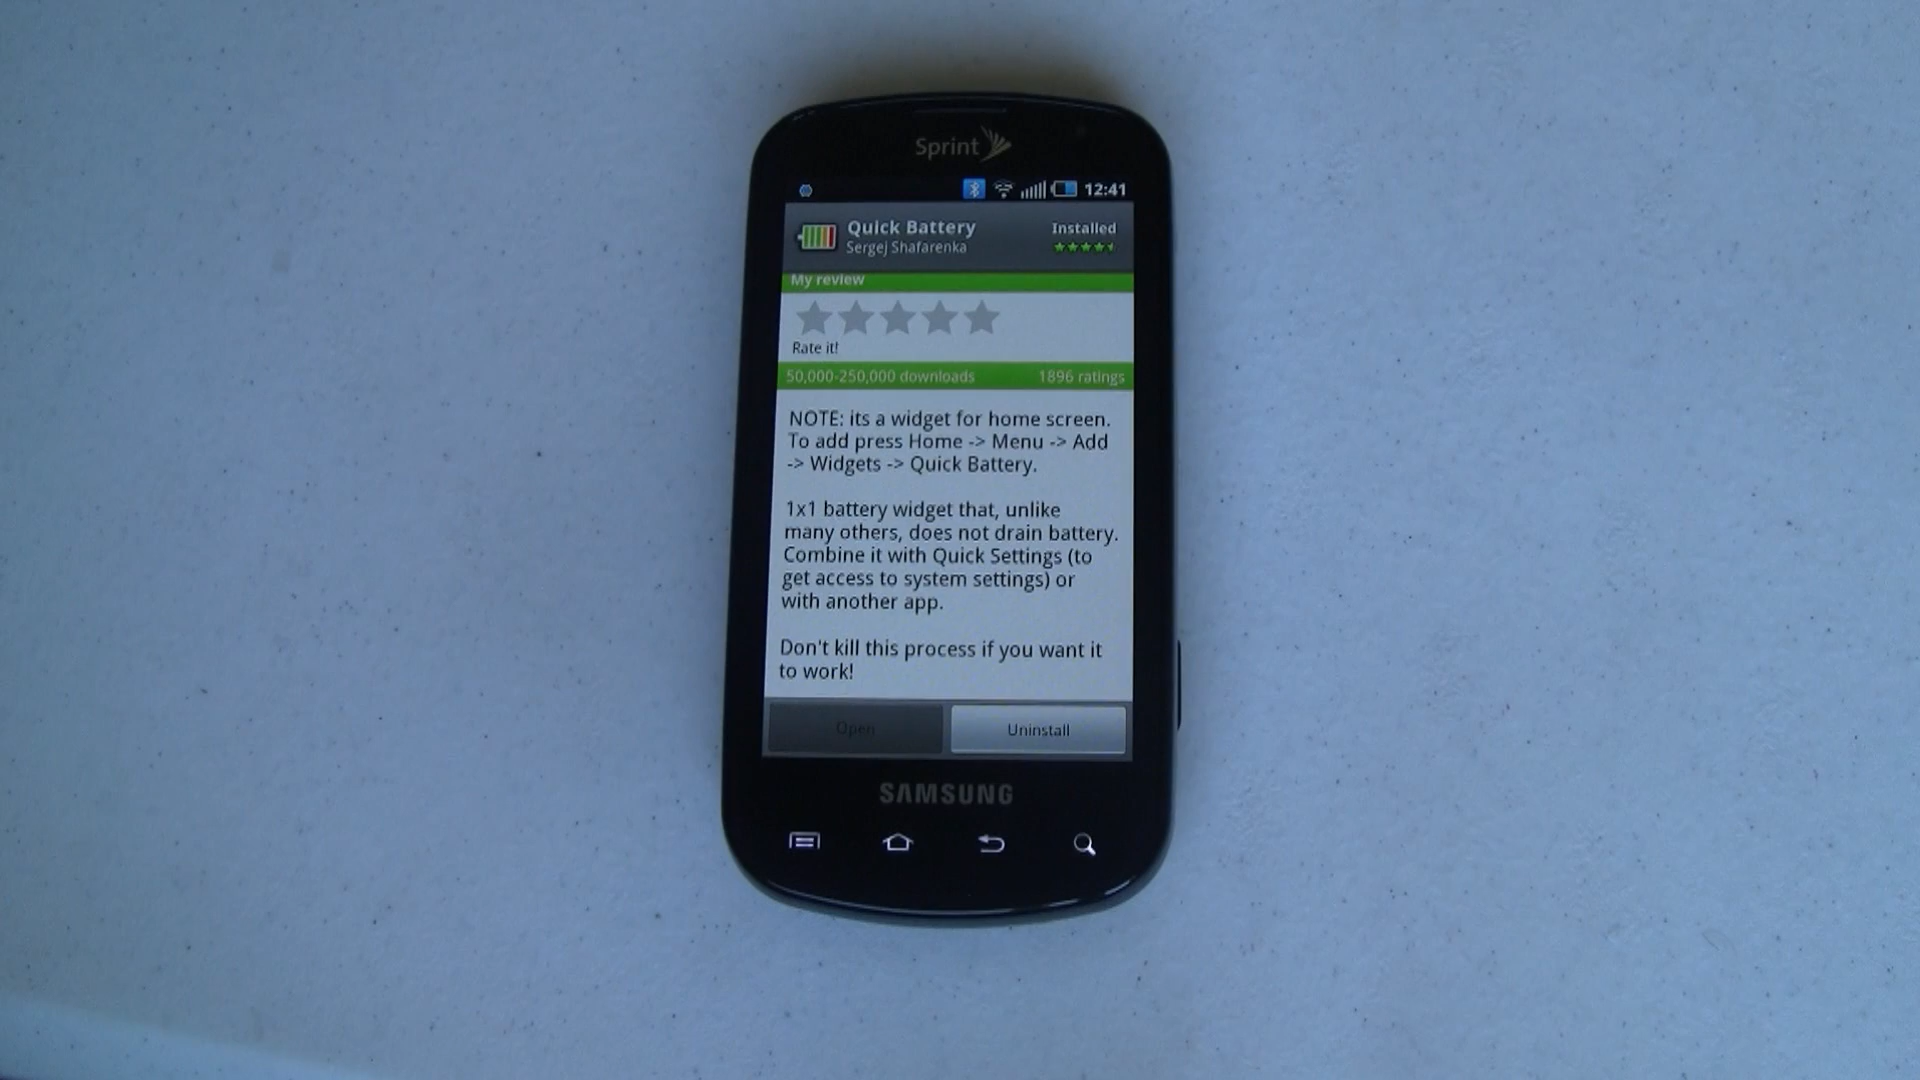 Sprint
12:41
Quick Battery
Installed
Sergej Shafarenka
My review
Rate it!
50,000-250,000 downloads 1896 ratings
NOTE: its a widget for home screen.
To add press Home -> Menu -> Add
-> Widgets -> Quick Battery.
1x1 battery widget that, unlike
many others, does not drain battery.
Combine it with Quick Settings (to
get access to system settings) or
with another app.
Don't kill this process if you want it
to work!
Open Uninstall
SAMSUNG